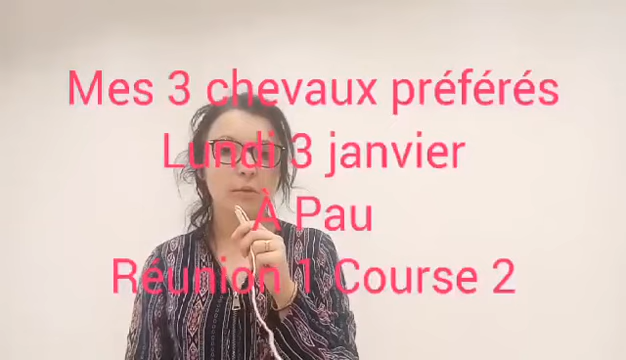 Mes 3 chevaux préférés
Lundi 3 janvier
À Pau
Réunion 1 Course 2